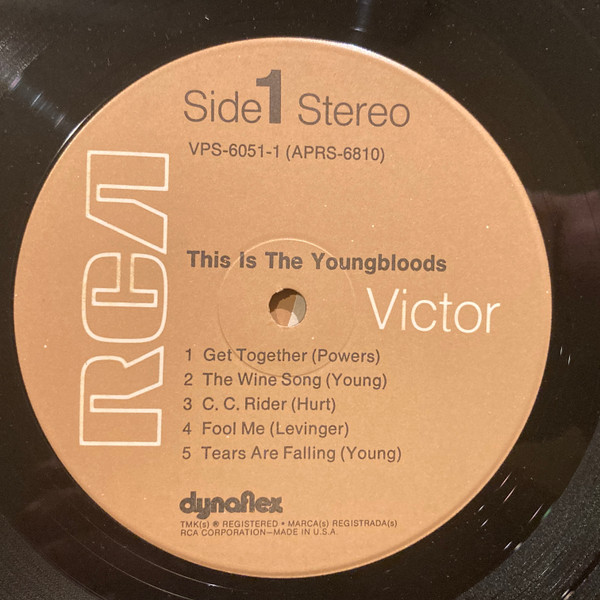 Side 1 Stereo
VPS-6051-1 (APRS-6810)
RCA
This is The Youngbloods
Victor
1 Get Together (Powers)
2 The Wine Song (Young)
3 C. C. Rider (Hurt)
4 Fool Me (Levinger)
5 Tears Are Falling (Young)
dynaflex
TMK(s) ® REGISTERED • MARCA(s) REGISTRADA(s)
RCA CORPORATION—MADE IN U.S.A.